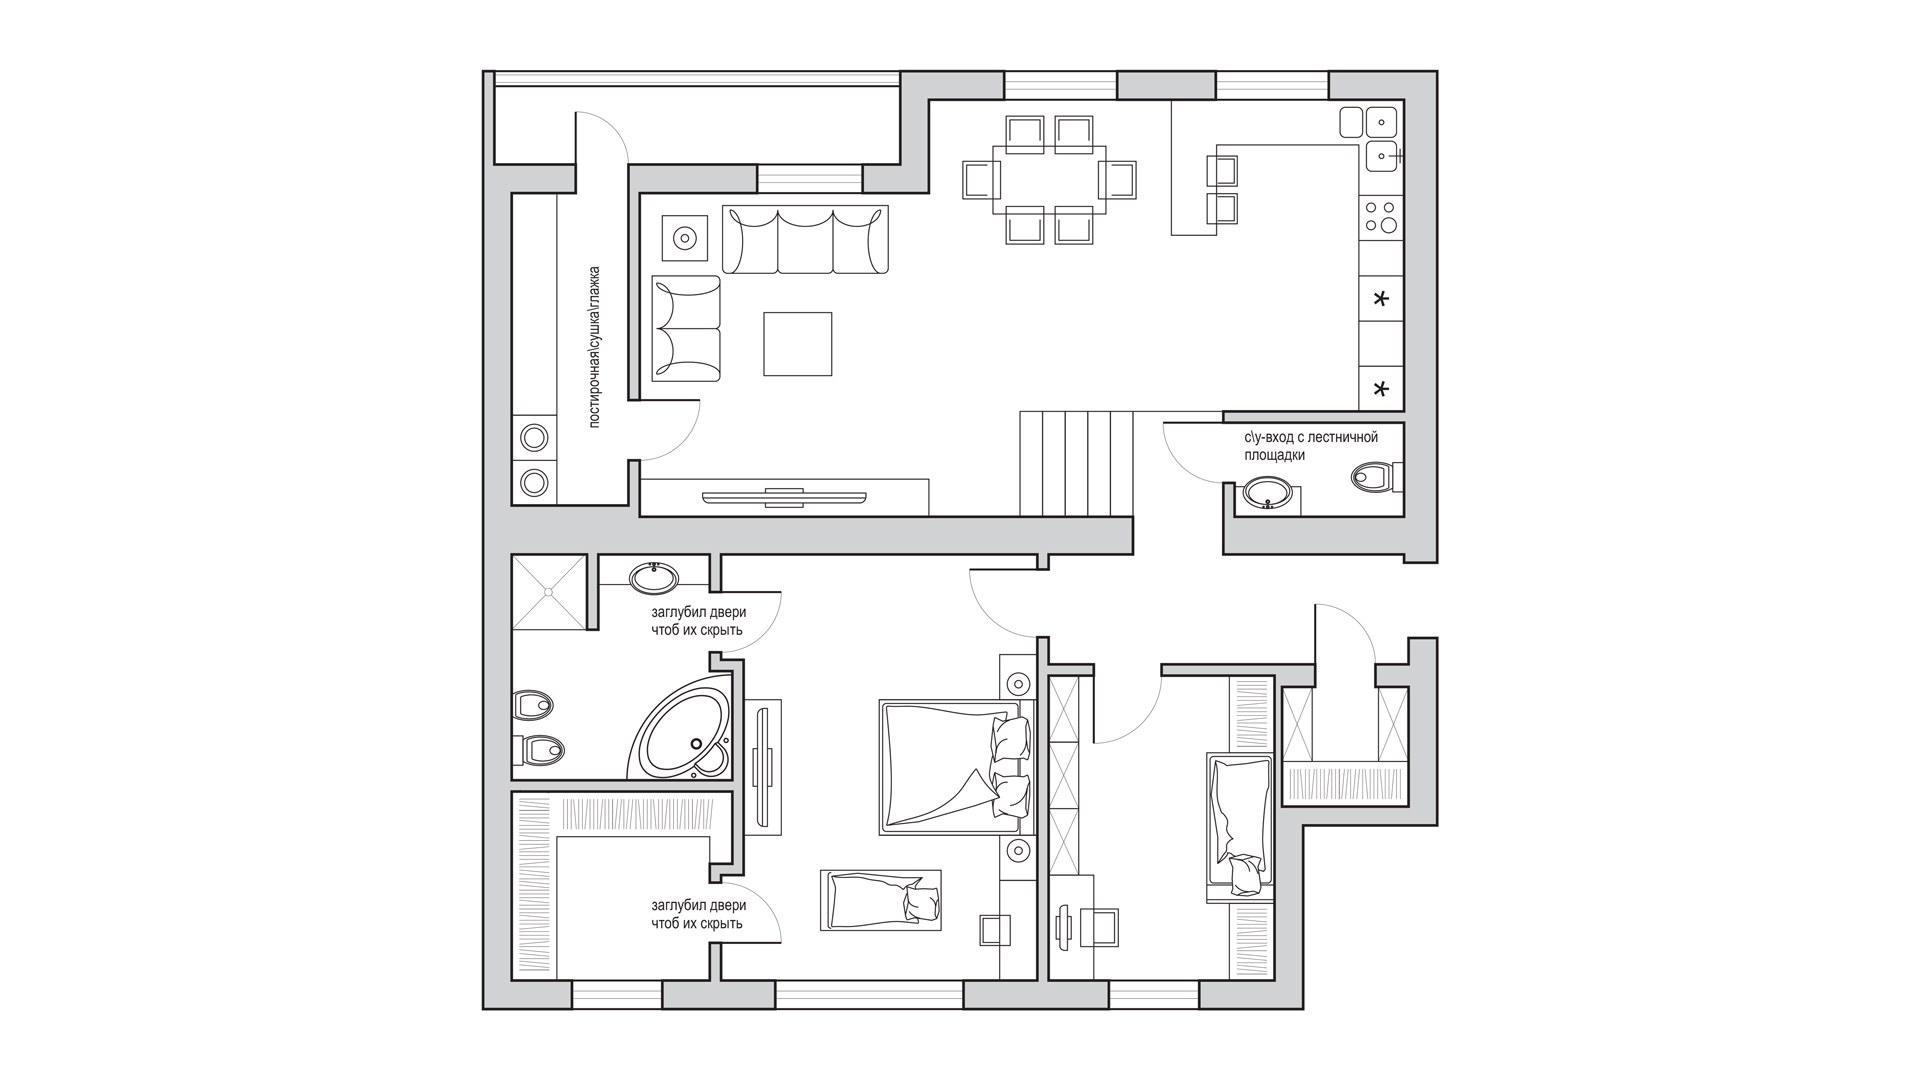 постирочная\сушка\глажка
с\у-вход с лестничной
площадки
заглубил двери
чтоб их скрыть
заглубил двери
чтоб их скрыть